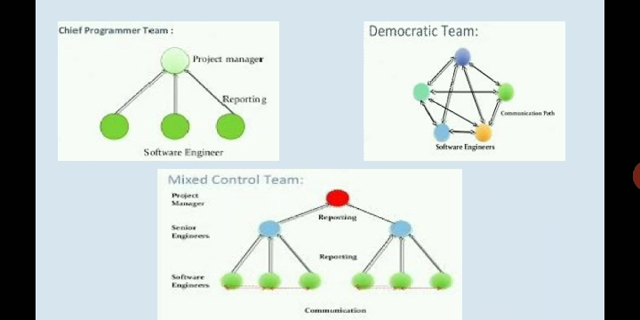 Chief Programmer Team :
Project manager
Reporting
Software Engineer
Democratic Team:
Communication Path
Software Engineers
Mixed Control Team:
Project
Manager
Reporting
Senior
Engineers
Reporting
Software
Engineers
Communication